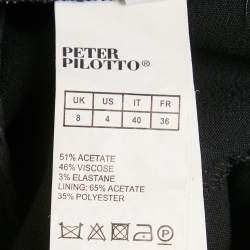 PETER
PILOTTO®
UK US IT FR
8 4 40 36
51% ACETATE
46% VISCOSE
3% ELASTANE
LINING: 65% ACETATE
35% POLYESTER